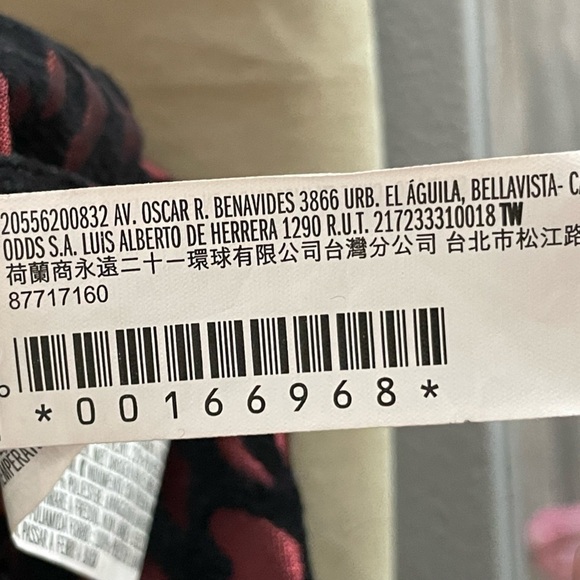 20556200832 AV. OSCAR R. BENAVIDES 3866 URB. EL ÁGUILA, BELLAVISTA-
ODDS S.A. LUIS ALBERTO DE HERRERA 1290 R.U.T. 217233310018 TW
荷蘭商永遠二十一環球有限公司台灣分公司 台北市松江路
87717160
*00166968*